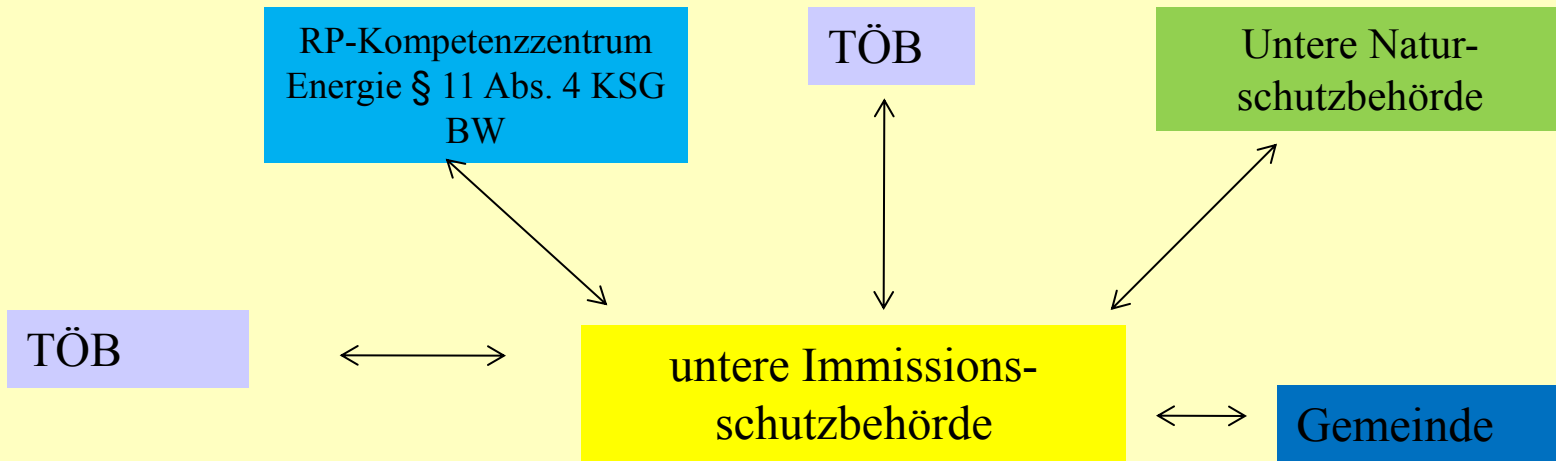 RP-Kompetenzzentrum
Energie § 11 Abs. 4 KSG
BW
TÖB
Untere Natur-
schutzbehörde
TÖB
untere Immissions-
schutzbehörde
Gemeinde